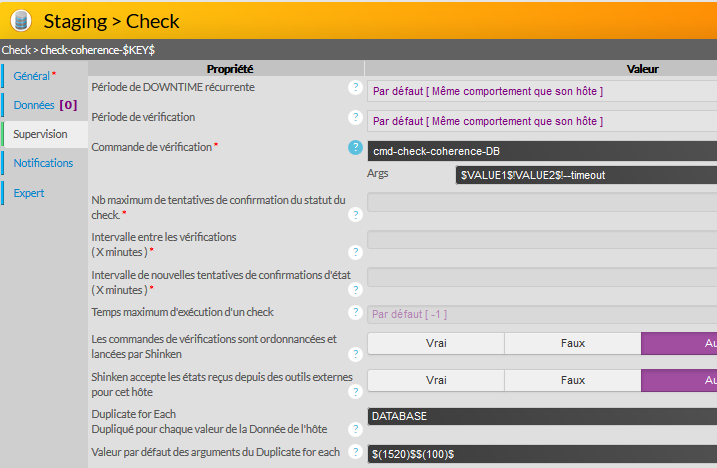 Staging > Check
Check > check-coherence-$KEY$
Propriété
Valeur
Général *
Données [0]
Supervision
Notifications
Expert
Période de DOWNTIME récurrente
?
Par défaut [ Même comportement que son hôte ]
Période de vérification
?
Par défaut [ Même comportement que son hôte ]
Commande de vérification *
?
cmd-check-coherence-DB
Args
$VALUE1$!VALUE2$!--timeout
Nb maximum de tentatives de confirmation du statut du
check. *
?
Intervalle entre les vérifications
( X minutes ) *
?
Intervalle de nouvelles tentatives de confirmations d'état
( X minutes ) *
?
Temps maximum d'exécution d'un check
?
Par défaut [ -1 ]
Les commandes de vérifications sont ordonnancées et
lancées par Shinken
?
Vrai
Faux
Au
Shinken accepte les états reçus depuis des outils externes
pour cet hôte
?
Vrai
Faux
Au
Duplicate for Each
Dupliqué pour chaque valeur de la Donnée de l'hôte
?
DATABASE
Valeur par défaut des arguments du Duplicate for each
?
$(1520)$$(100)$